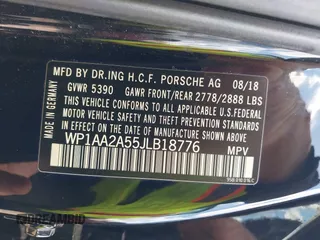 MFD BY DR.ING H.C.F. PORSCHE AG 08/18
GVWR 5390 GAWR FRONT/REAR 2778/2888 LBS
THIS VEHICLE CONFORMS TO ALL APPLICABLE U.S.FEDERAL
MOTOR VEHICLE SAFETY, BUMPER, AND THEFT
PREVENTION STANDARDS IN EFFECT ON THE DATE
OF MANUFACTURE SHOWN ABOVE.
WP1AA2A55JLB18776 MPV
Made in Germany
DREAMBID